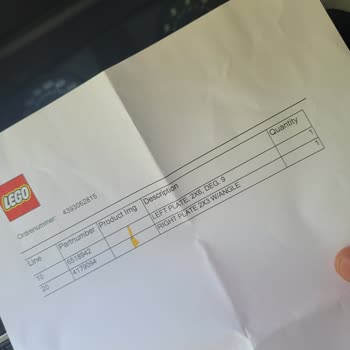 LEGO
Ordrenummer: 4393062815
Line Partnumber Product Img Description Quantity
10 6518942 LEFT PLATE, 2X6, DEG. 9 1
20 4179094 RIGHT PLATE 2X3 W/ANGLE 1